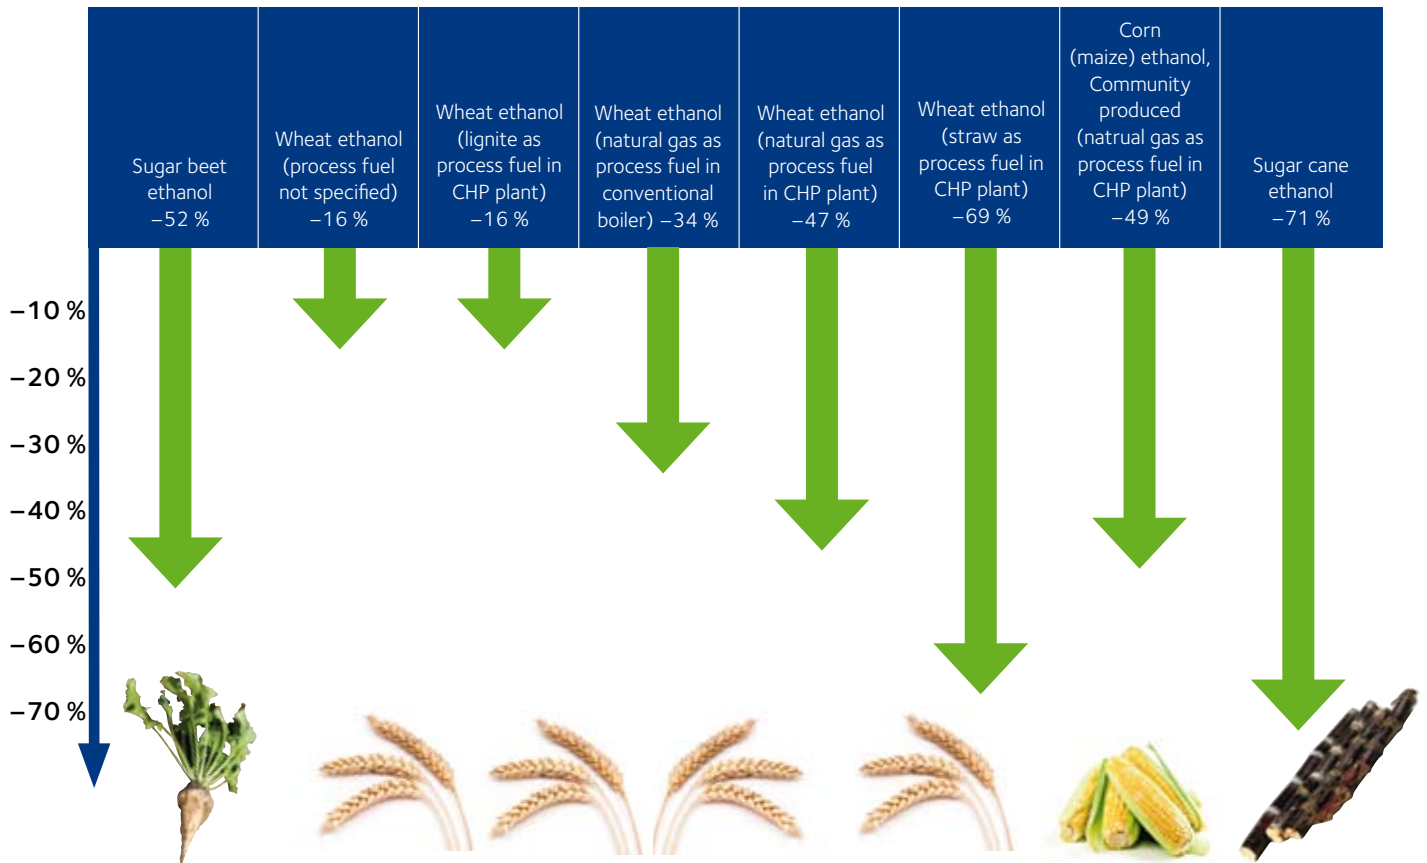 Sugar beet
ethanol
–52 %
Wheat ethanol
(process fuel
not specified)
–16 %
Wheat ethanol
(lignite as
process fuel in
CHP plant)
–16 %
Wheat ethanol
(natural gas as
process fuel in
conventional
boiler) –34 %
Wheat ethanol
(natural gas as
process fuel
in CHP plant)
–47 %
Wheat ethanol
(straw as
process fuel in
CHP plant)
–69 %
Corn
(maize) ethanol,
Community
produced
(natrual gas as
process fuel in
CHP plant)
–49 %
Sugar cane
ethanol
–71 %
–10 %
–20 %
–30 %
–40 %
–50 %
–60 %
–70 %